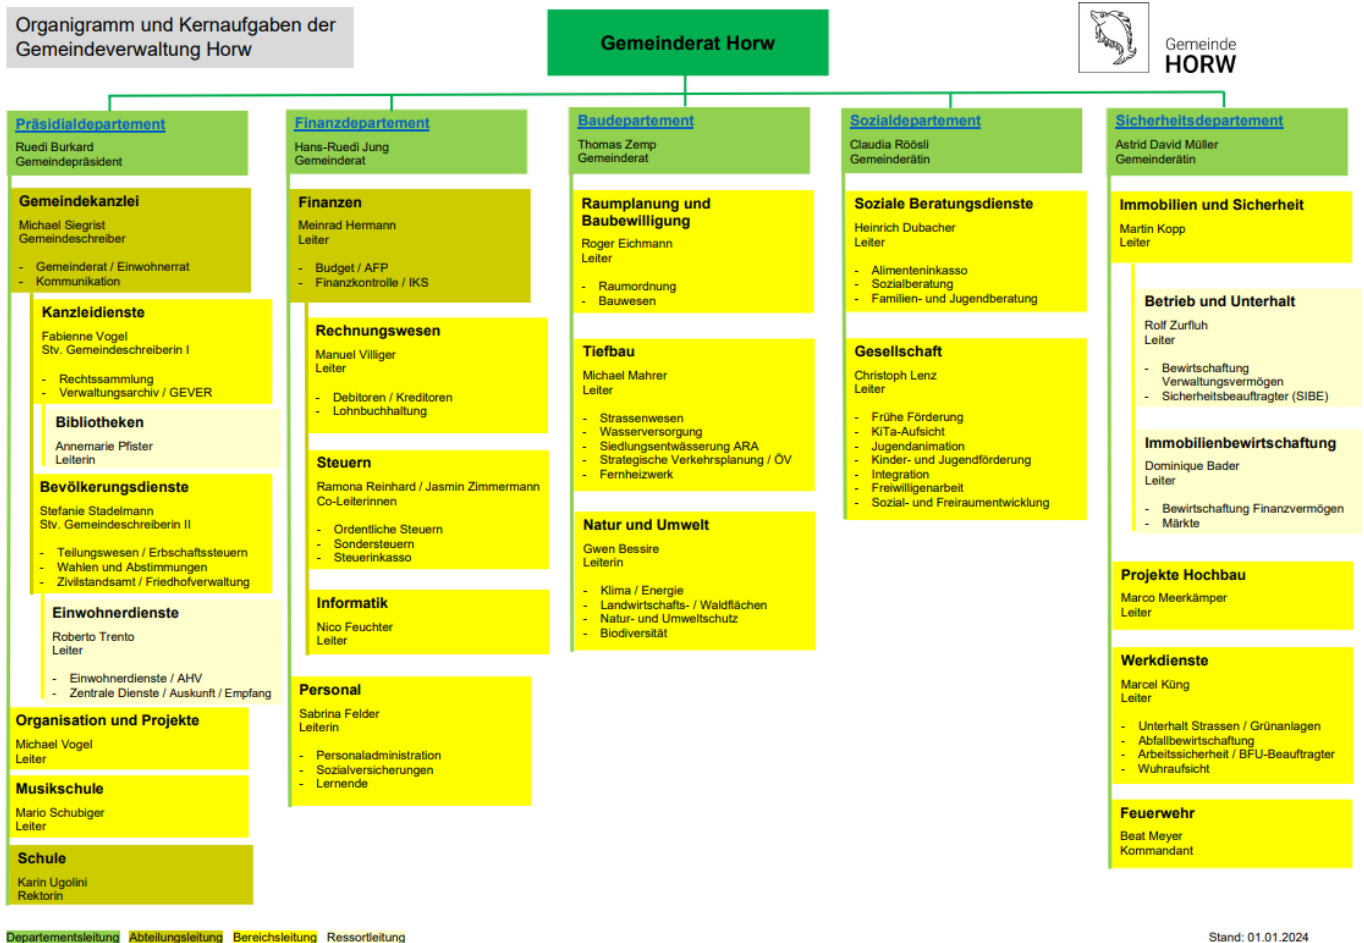 Organigramm und Kernaufgaben der
Gemeindeverwaltung Horw
Gemeinderat Horw
Gemeinde
HORW
Präsidialdepartement
Ruedi Burkard
Gemeindepräsident
Gemeindekanzlei
Michael Siegrist
Gemeindeschreiber
- Gemeinderat / Einwohnerrat
- Kommunikation
Kanzleidienste
Fabienne Vogel
Stv. Gemeindeschreiberin I
- Rechtssammlung
- Verwaltungsarchiv / GEVER
Bibliotheken
Annemarie Pfister
Leiterin
Bevölkerungsdienste
Stefanie Stadelmann
Stv. Gemeindeschreiberin II
- Teilungswesen / Erbschaftssteuern
- Wahlen und Abstimmungen
- Zivilstandsamt / Friedhofverwaltung
Einwohnerdienste
Roberto Trento
Leiter
- Einwohnerdienste / AHV
- Zentrale Dienste / Auskunft / Empfang
Organisation und Projekte
Michael Vogel
Leiter
Musikschule
Mario Schubiger
Leiter
Schule
Karin Ugolini
Rektorin
Finanzdepartement
Hans-Ruedi Jung
Gemeinderat
Finanzen
Meinrad Hermann
Leiter
- Budget / AFP
- Finanzkontrolle / IKS
Rechnungswesen
Manuel Villiger
Leiter
- Debitoren / Kreditoren
- Lohnbuchhaltung
Steuern
Ramona Reinhard / Jasmin Zimmermann
Co-Leiterinnen
- Ordentliche Steuern
- Sondersteuern
- Steuerinkasso
Informatik
Nico Feuchter
Leiter
Personal
Sabrina Felder
Leiterin
- Personaladministration
- Sozialversicherungen
- Lernende
Baudepartement
Thomas Zemp
Gemeinderat
Raumplanung und
Baubewilligung
Roger Eichmann
Leiter
- Raumordnung
- Bauwesen
Tiefbau
Michael Mahrer
Leiter
- Strassenwesen
- Wasserversorgung
- Siedlungsentwässerung ARA
- Strategische Verkehrsplanung / ÖV
- Fernheizwerk
Natur und Umwelt
Gwen Bessire
Leiterin
- Klima / Energie
- Landwirtschafts- / Waldflächen
- Natur- und Umweltschutz
- Biodiversität
Sozialdepartement
Claudia Röösli
Gemeinderätin
Soziale Beratungsdienste
Heinrich Dubacher
Leiter
- Alimenteninkasso
- Sozialberatung
- Familien- und Jugendberatung
Gesellschaft
Christoph Lenz
Leiter
- Frühe Förderung
- KiTa-Aufsicht
- Jugendanimation
- Kinder- und Jugendförderung
- Integration
- Freiwilligenarbeit
- Sozial- und Freiraumentwicklung
Sicherheitsdepartement
Astrid David Müller
Gemeinderätin
Immobilien und Sicherheit
Martin Kopp
Leiter
Betrieb und Unterhalt
Rolf Zurfluh
Leiter
- Bewirtschaftung
Verwaltungsvermögen
- Sicherheitsbeauftragter (SIBE)
Immobilienbewirtschaftung
Dominique Bader
Leiter
- Bewirtschaftung Finanzvermögen
- Märkte
Projekte Hochbau
Marco Meerkämper
Leiter
Werkdienste
Marcel Küng
Leiter
- Unterhalt Strassen / Grünanlagen
- Abfallbewirtschaftung
- Arbeitssicherheit / BFU-Beauftragter
- Wuhraufsicht
Feuerwehr
Beat Meyer
Kommandant
Departementsleitung Abteilungsleitung Bereichsleitung Ressortleitung
Stand: 01.01.2024